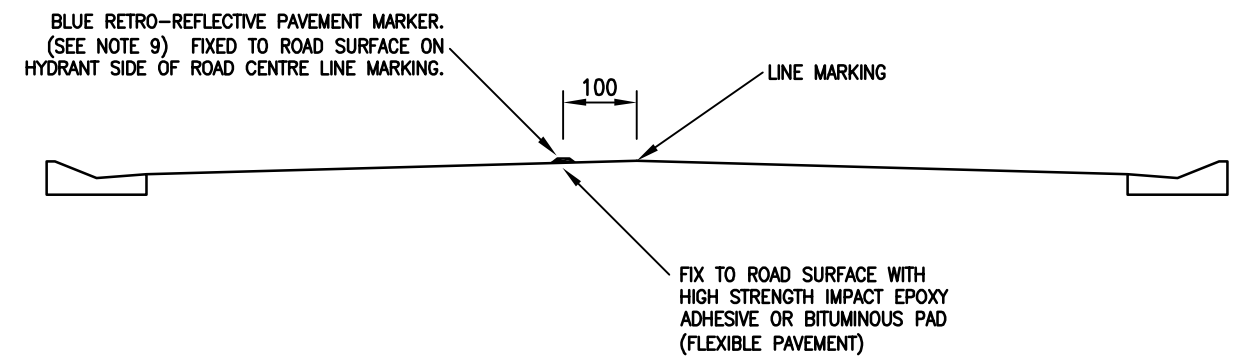 BLUE RETRO-REFLECTIVE PAVEMENT MARKER.
(SEE NOTE 9) FIXED TO ROAD SURFACE ON
HYDRANT SIDE OF ROAD CENTRE LINE MARKING.
100
LINE MARKING
FIX TO ROAD SURFACE WITH
HIGH STRENGTH IMPACT EPOXY
ADHESIVE OR BITUMINOUS PAD
(FLEXIBLE PAVEMENT)